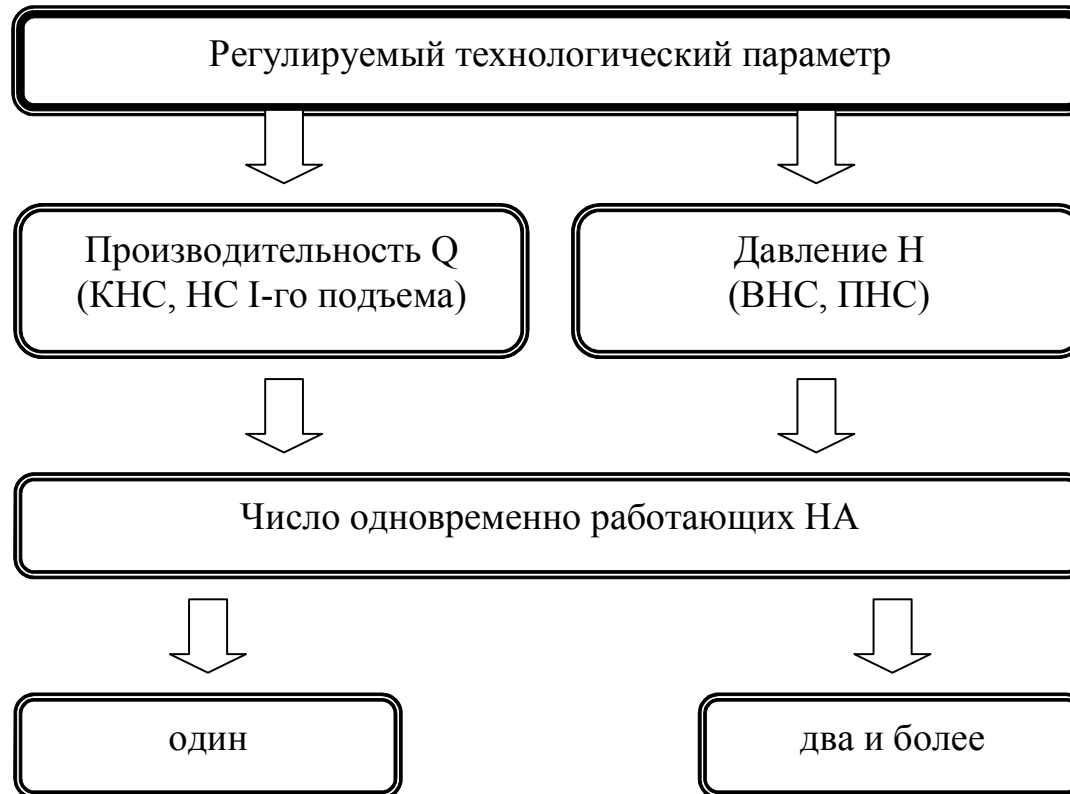 Регулируемый технологический параметр
Производительность Q
(КНС, НС I-го подъема)
Давление H
(ВНС, ПНС)
Число одновременно работающих НА
один
два и более